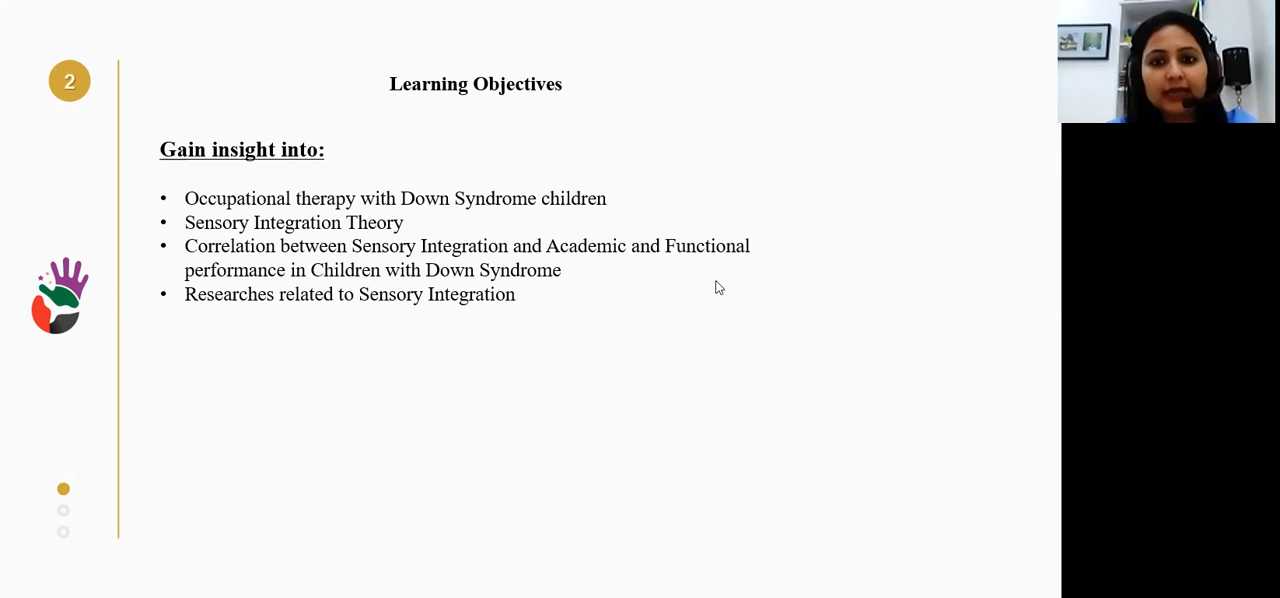 2
Learning Objectives
Gain insight into:
• Occupational therapy with Down Syndrome children
• Sensory Integration Theory
• Correlation between Sensory Integration and Academic and Functional
performance in Children with Down Syndrome
• Researches related to Sensory Integration